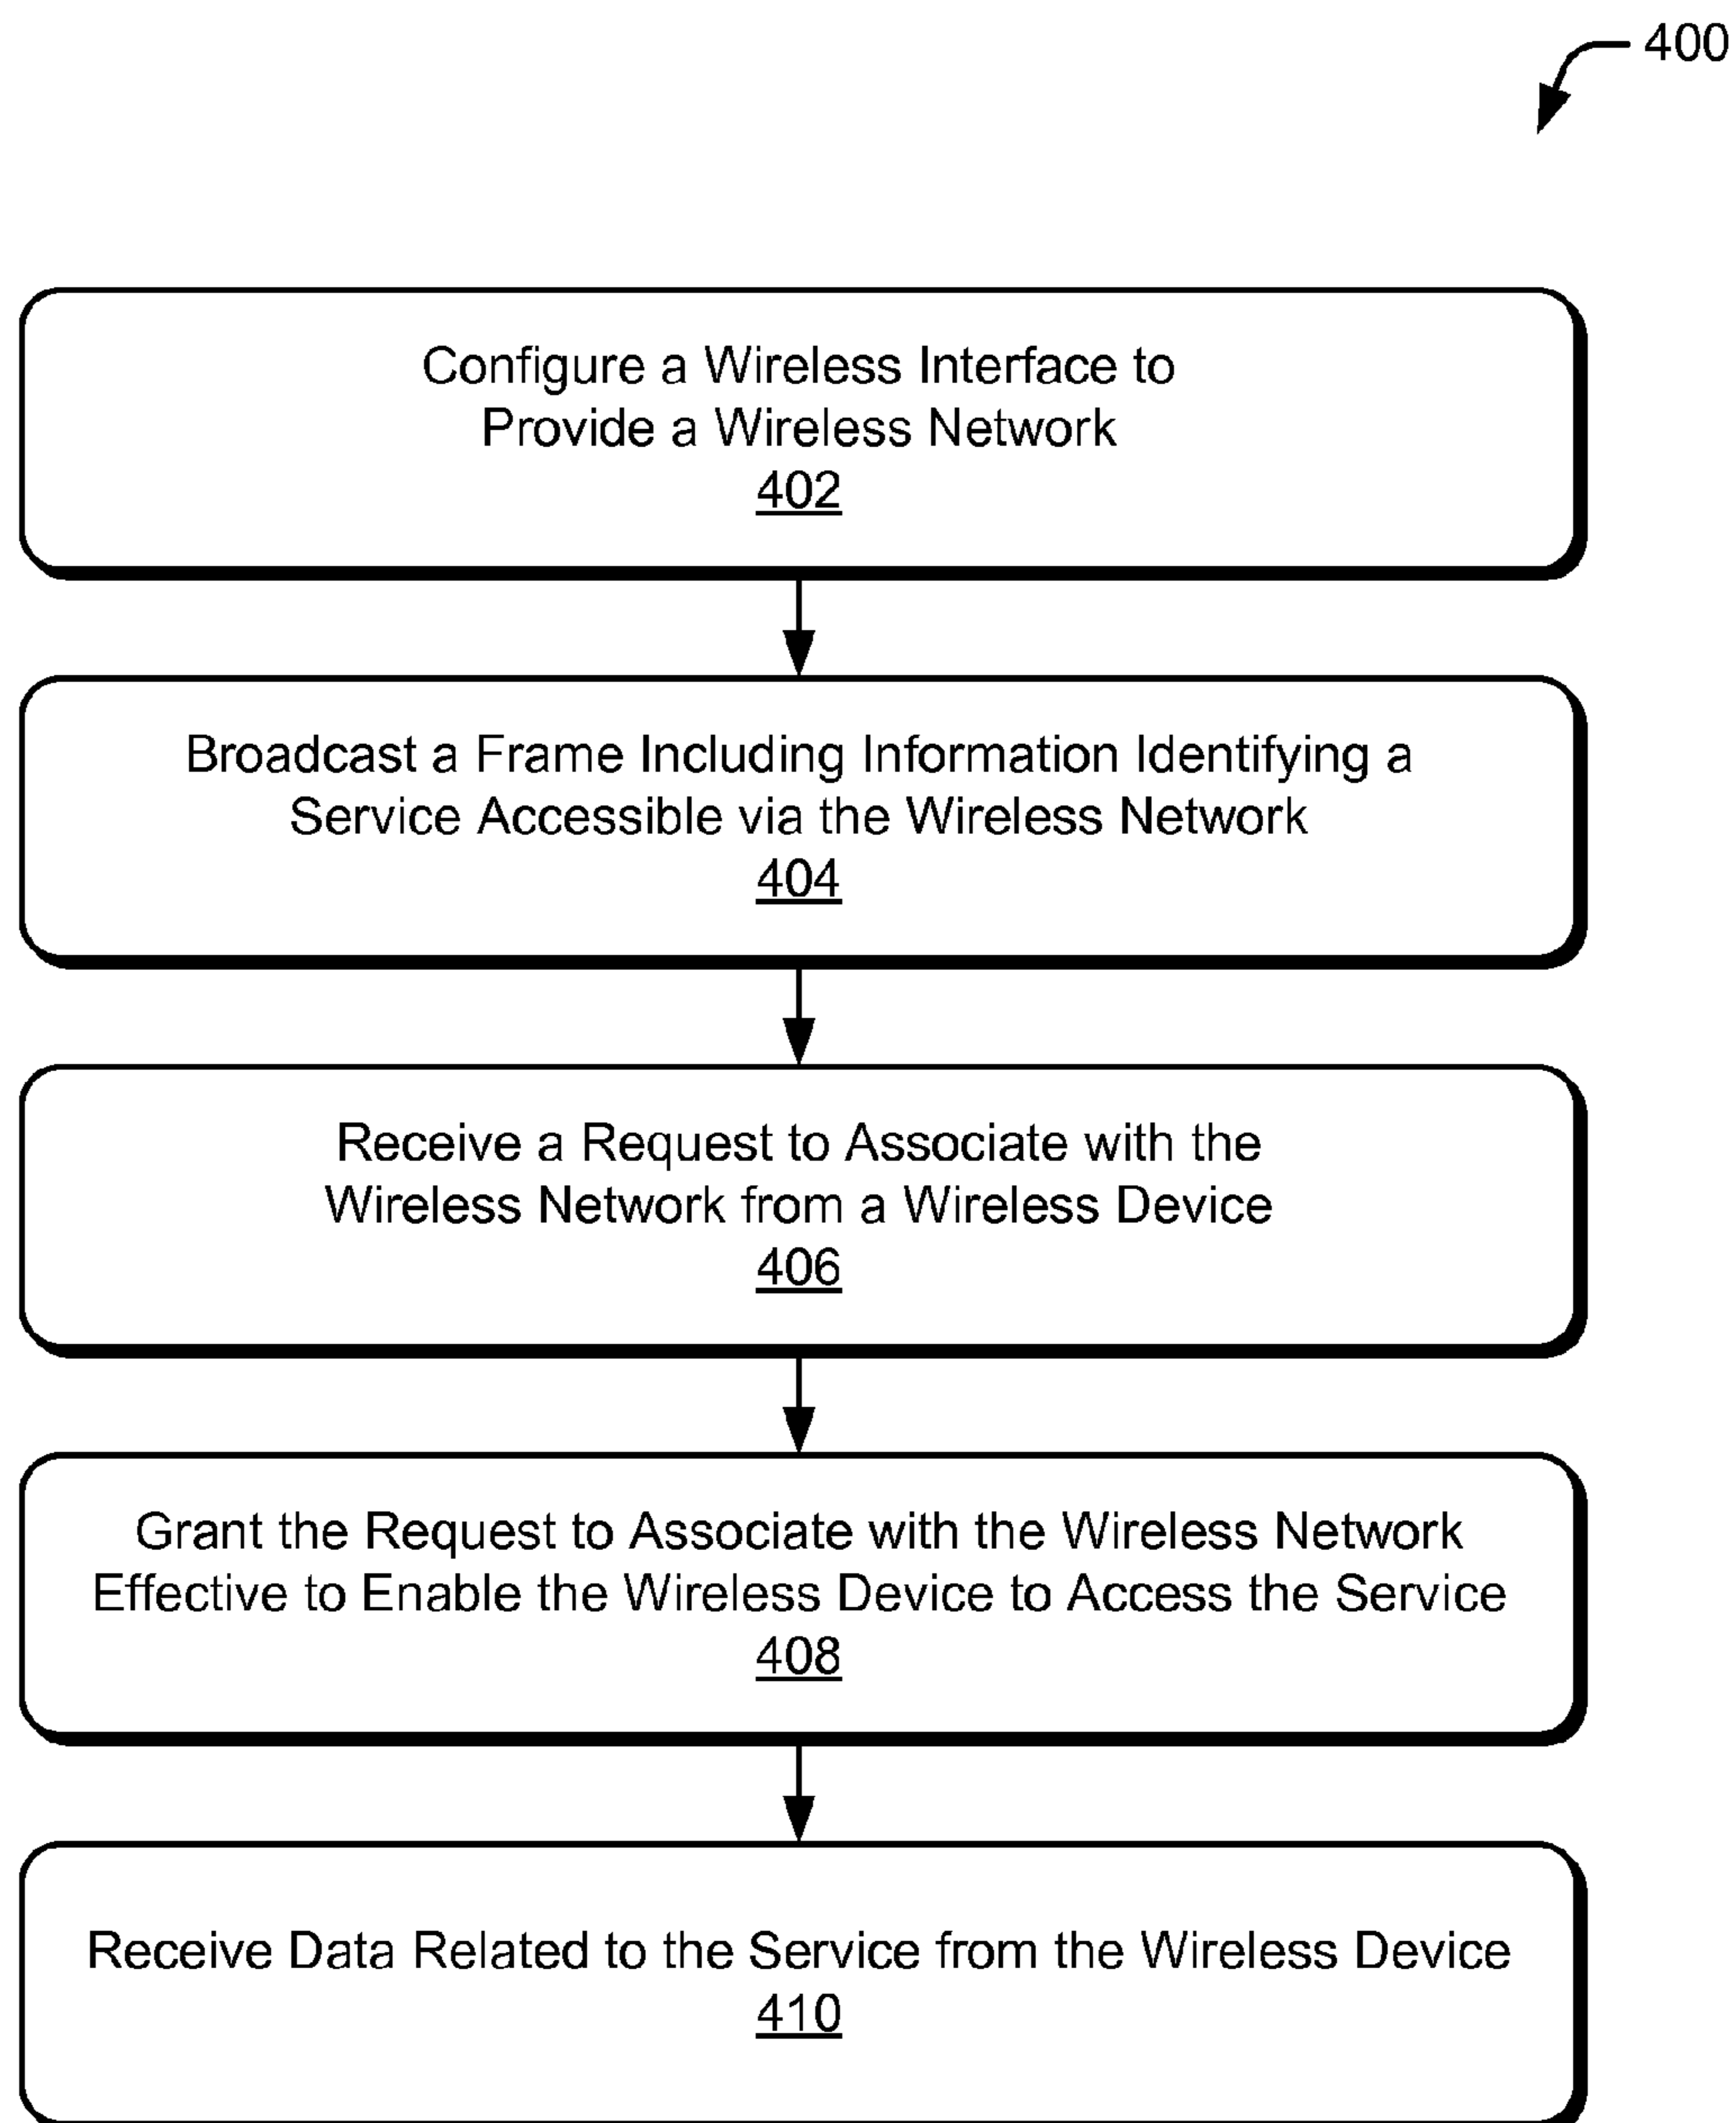 400
Configure a Wireless Interface to
Provide a Wireless Network
402
Broadcast a Frame Including Information Identifying a
Service Accessible via the Wireless Network
404
Receive a Request to Associate with the
Wireless Network from a Wireless Device
406
Grant the Request to Associate with the Wireless Network
Effective to Enable the Wireless Device to Access the Service
408
Receive Data Related to the Service from the Wireless Device
410